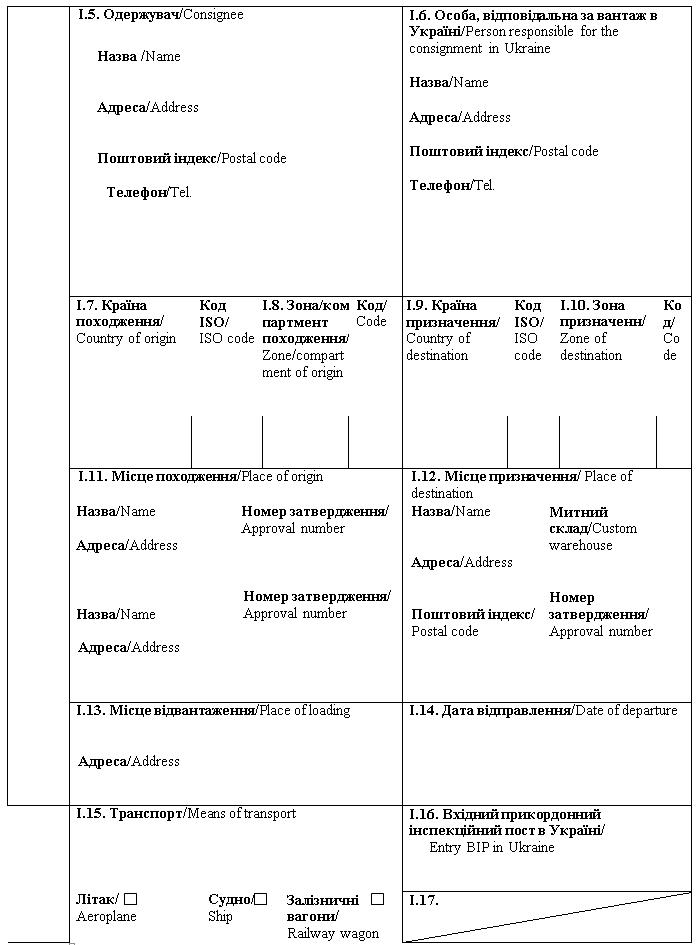 I.5. Одержувач/Consignee
Назва /Name
Адреса/Address
Поштовий індекс/Postal code
Телефон/Tel.
I.6. Особа, відповідальна за вантаж в
Україні/Person responsible for the
consignment in Ukraine
Назва/Name
Адреса/Address
Поштовий індекс/Postal code
Телефон/Tel.
I.7. Країна
походження/
Country of origin
Код
ISO/
ISO code
I.8. Зона/ком
партмент
походження/
Zone/compart
ment of origin
Код/
Code
I.9. Країна
призначення/
Country of
destination
Код
ISO/
ISO
code
I.10. Зона
призначенн/
Zone of
destination
Ко
д/
Co
de
I.11. Місце походження/Place of origin
Назва/Name
Номер затвердження/
Approval number
Адреса/Address
Номер затвердження/
Назва/Name
Approval number
Адреса/Address
I.12. Місце призначення/ Place of
destination
Назва/Name
Митний
склад/Custom
warehouse
Адреса/Address
Поштовий індекс/
Postal code
Номер
затвердження/
Approval number
I.13. Місце відвантаження/Place of loading
Адреса/Address
I.14. Дата відправлення/Date of departure
I.15. Транспорт/Means of transport
Літак/
Aeroplane
Судно/
Ship
Залізничні
вагони/
Railway wagon
I.16. Вхідний прикордонний
інспекційний пост в Україні/
Entry BIP in Ukraine
I.17.